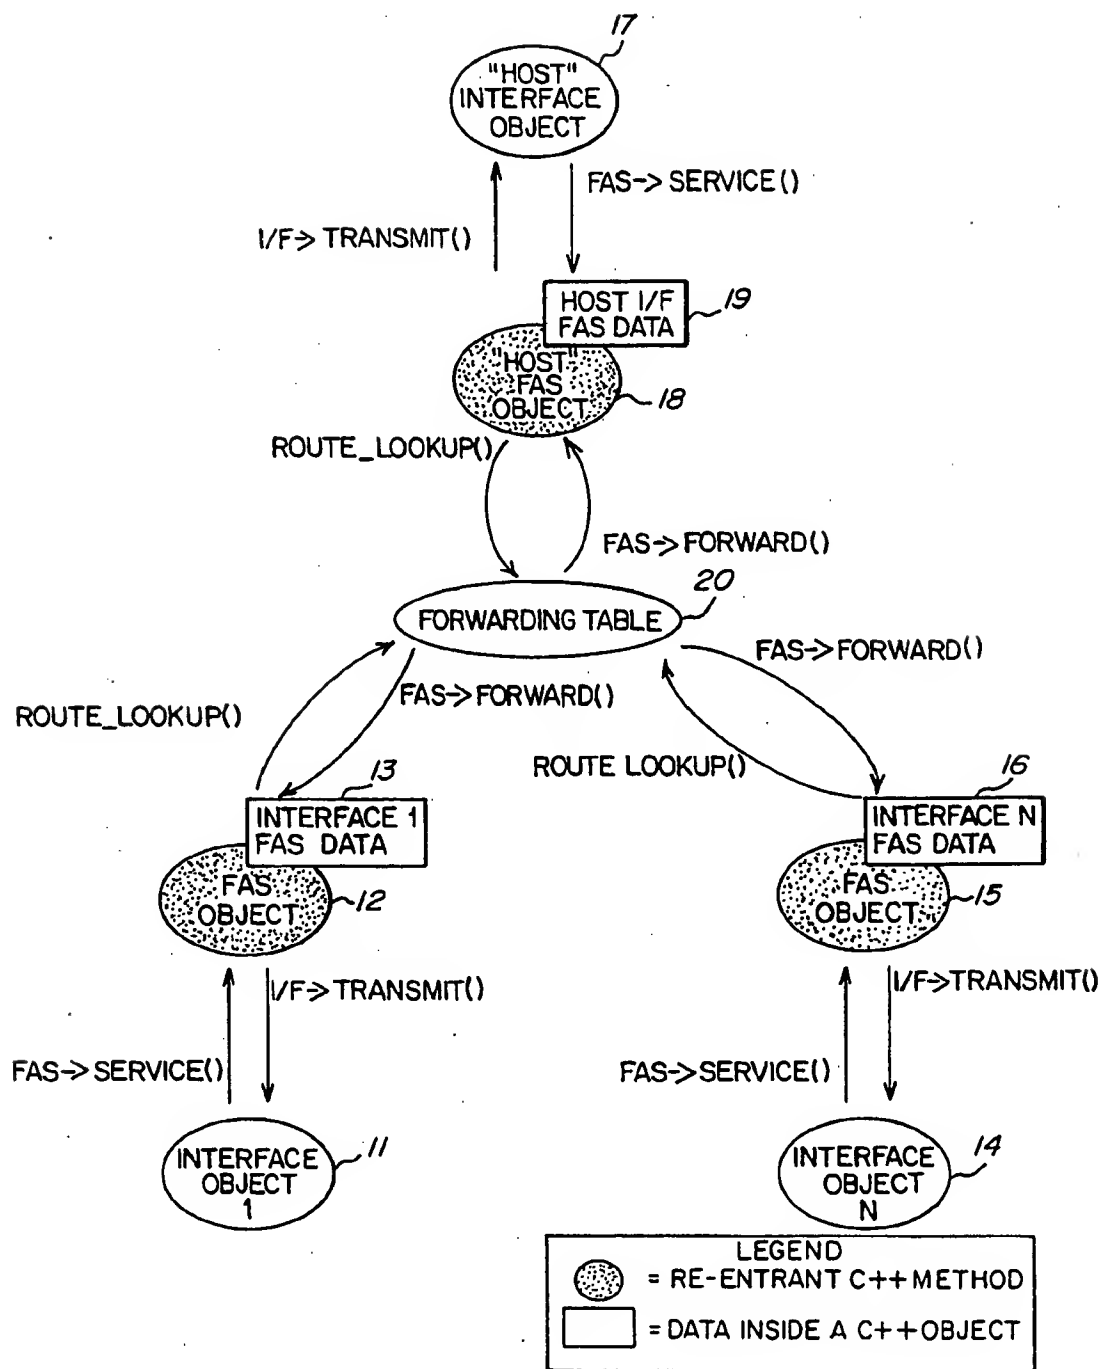 17
"HOST"
INTERFACE
OBJECT
FAS->SERVICE()
I/F->TRANSMIT()
HOST I/F
FAS DATA
19
"HOST"
FAS
OBJECT
18
ROUTE_LOOKUP()
FAS->FORWARD()
20
FORWARDING TABLE
FAS->FORWARD()
FAS->FORWARD()
ROUTE_LOOKUP()
ROUTE LOOKUP()
13
INTERFACE 1
FAS DATA
16
INTERFACE N
FAS DATA
FAS
OBJECT
12
FAS
OBJECT
15
I/F->TRANSMIT()
I/F->TRANSMIT()
FAS->SERVICE()
FAS->SERVICE()
INTERFACE
OBJECT
1
11
INTERFACE
OBJECT
N
14
LEGEND
= RE-ENTRANT C++ METHOD
= DATA INSIDE A C++ OBJECT